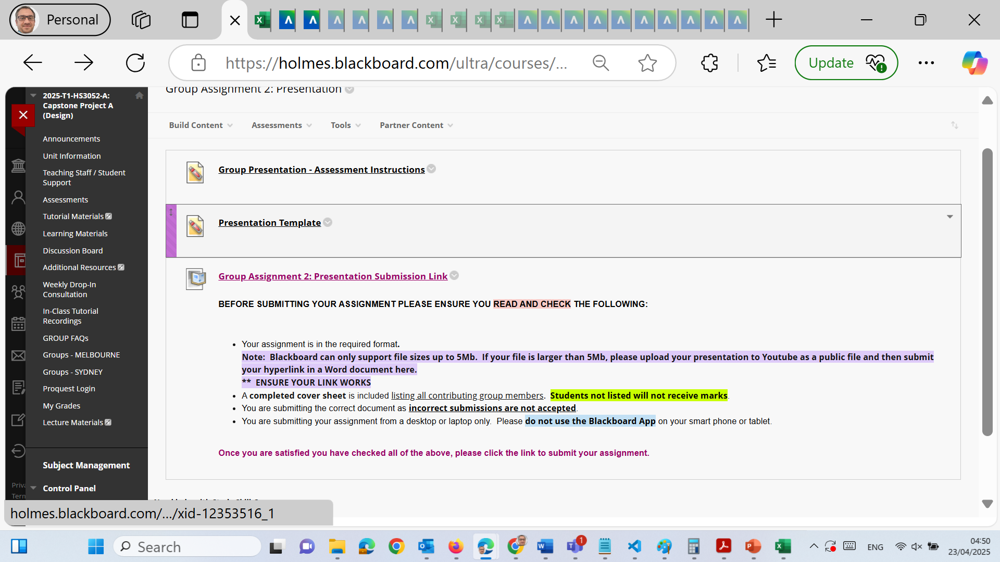 Personal
https://holmes.blackboard.com/ultra/courses/...
Update
Group Assignment 2: Presentation
2025-T1-HS3052-A:
Capstone Project A
(Design)
Build Content
Assessments
Tools
Partner Content
Announcements
Unit Information
Teaching Staff / Student
Support
Assessments
Tutorial Materials
Learning Materials
Discussion Board
Additional Resources
Weekly Drop-In
Consultation
In-Class Tutorial
Recordings
GROUP FAQs
Groups - MELBOURNE
Groups - SYDNEY
Proquest Login
My Grades
Lecture Materials
Subject Management
Control Panel
Group Presentation - Assessment Instructions
Presentation Template
Group Assignment 2: Presentation Submission Link
BEFORE SUBMITTING YOUR ASSIGNMENT PLEASE ENSURE YOU READ AND CHECK THE FOLLOWING:
• Your assignment is in the required format.
Note: Blackboard can only support file sizes up to 5Mb. If your file is larger than 5Mb, please upload your presentation to Youtube as a public file and then submit
your hyperlink in a Word document here.
** ENSURE YOUR LINK WORKS
• A completed cover sheet is included listing all contributing group members. Students not listed will not receive marks.
• You are submitting the correct document as incorrect submissions are not accepted.
• You are submitting your assignment from a desktop or laptop only. Please do not use the Blackboard App on your smart phone or tablet.
Once you are satisfied you have checked all of the above, please click the link to submit your assignment.
holmes.blackboard.com/.../xid-12353516_1
Search
1
ENG
04:50
23/04/2025